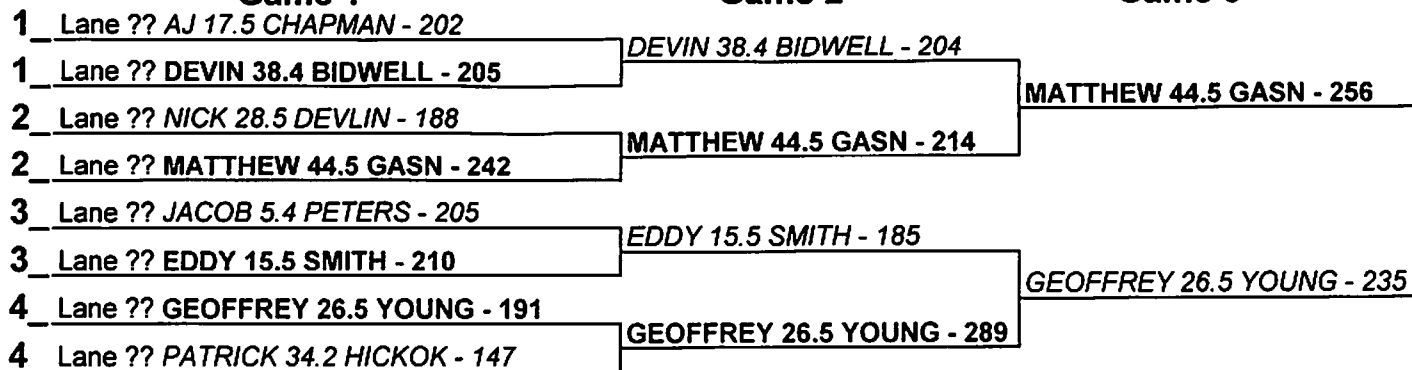 1_ Lane ?? AJ 17.5 CHAPMAN - 202
1_ Lane ?? DEVIN 38.4 BIDWELL - 205
2_ Lane ?? NICK 28.5 DEVLIN - 188
2_ Lane ?? MATTHEW 44.5 GASN - 242
3_ Lane ?? JACOB 5.4 PETERS - 205
3_ Lane ?? EDDY 15.5 SMITH - 210
4_ Lane ?? GEOFFREY 26.5 YOUNG - 191
4 Lane ?? PATRICK 34.2 HICKOK - 147
DEVIN 38.4 BIDWELL - 204
MATTHEW 44.5 GASN - 214
EDDY 15.5 SMITH - 185
GEOFFREY 26.5 YOUNG - 289
MATTHEW 44.5 GASN - 256
GEOFFREY 26.5 YOUNG - 235